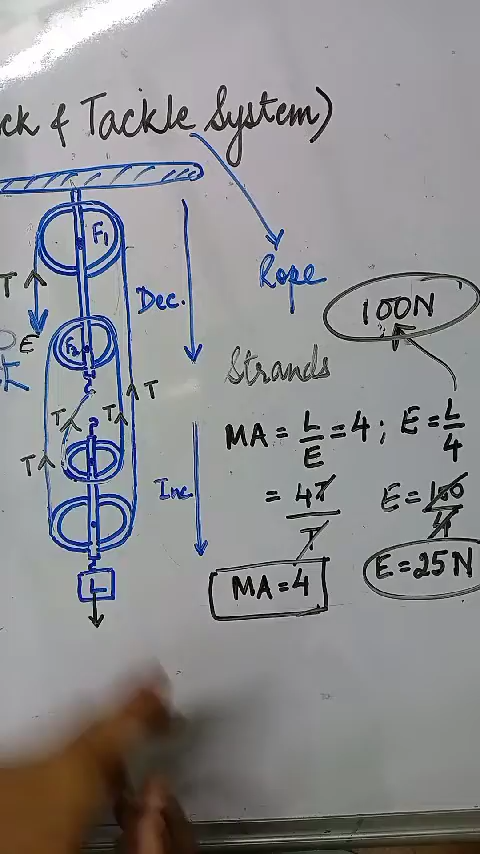 ck & Tackle System)
F1
T
Dec.
Rope
100N
E
F2
Strands
T
T
T
T
MA = L/E = 4 ; E = L/4
Inc.
= 4T/T
E = 100/4
L
MA = 4
E = 25N